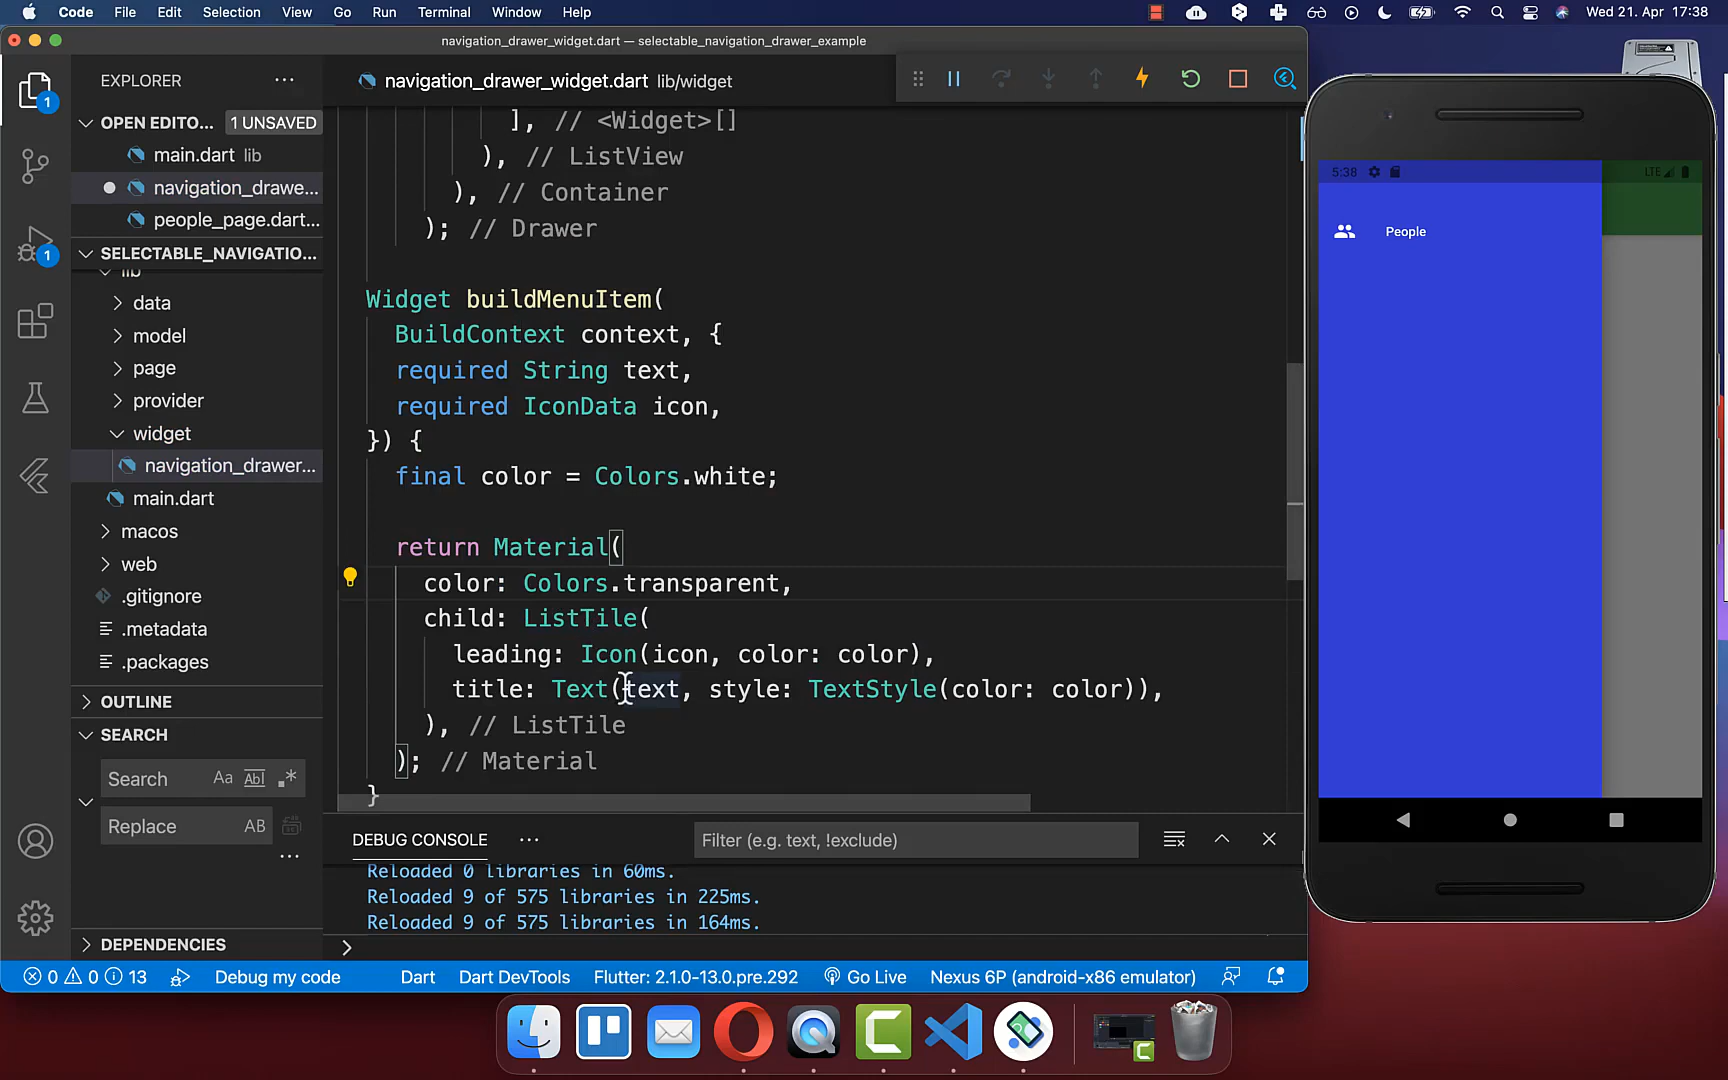 Code File Edit Selection View Go Run Terminal Window Help Wed 21. Apr 17:38
navigation_drawer_widget.dart — selectable_navigation_drawer_example
EXPLORER
navigation_drawer_widget.dart lib/widget
OPEN EDITO... 1 UNSAVED
main.dart lib
navigation_drawe...
people_page.dart...
SELECTABLE_NAVIGATIO...
lib
data
model
page
provider
widget
navigation_drawer...
main.dart
macos
web
.gitignore
.metadata
.packages
OUTLINE
SEARCH
Search Aa Abl .*
Replace AB
...
DEPENDENCIES
1
1
], // <Widget>[]
), // ListView
), // Container
); // Drawer
Widget buildMenuItem(
BuildContext context, {
required String text,
required IconData icon,
}) {
final color = Colors.white;
return Material(
color: Colors.transparent,
child: ListTile(
leading: Icon(icon, color: color),
title: Text(text, style: TextStyle(color: color)),
), // ListTile
); // Material
}
DEBUG CONSOLE ... Filter (e.g. text, !exclude)
Reloaded 0 libraries in 60ms.
Reloaded 9 of 575 libraries in 225ms.
Reloaded 9 of 575 libraries in 164ms.
>
0 0 13 Debug my code Dart Dart DevTools Flutter: 2.1.0-13.0.pre.292 Go Live Nexus 6P (android-x86 emulator)
5:38 LTE
People